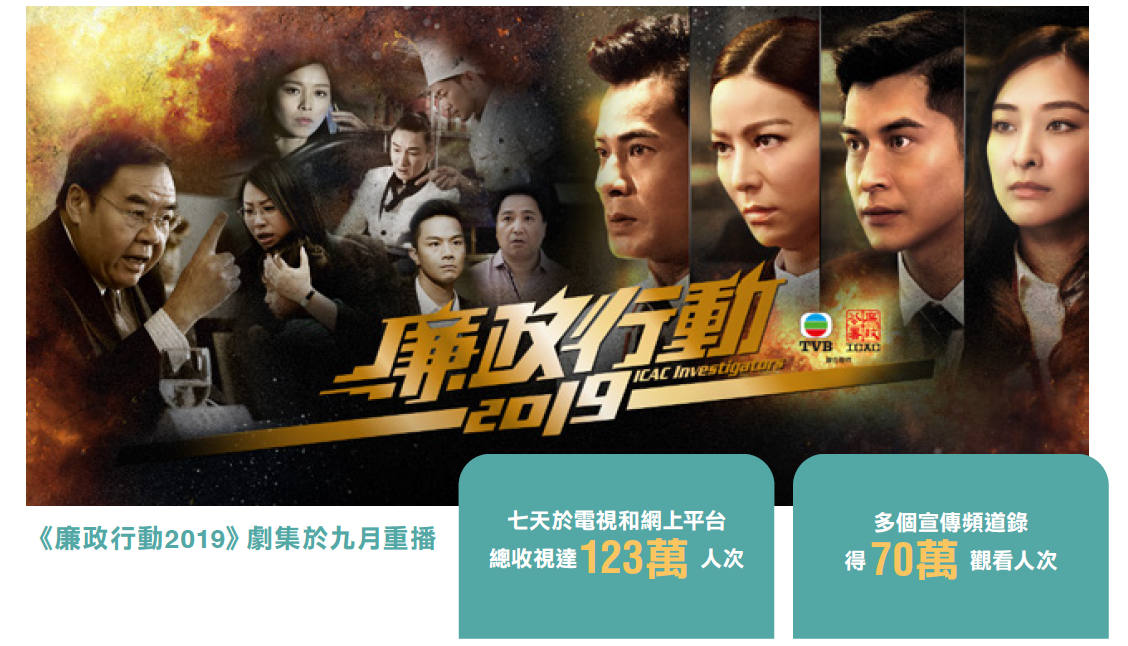 廉政行動
ICAC Investigators
2019
TVB
ICAC
《廉政行動2019》劇集於九月重播
七天於電視和網上平台
總收視達123萬 人次
多個宣傳頻道錄
得 70萬 觀看人次